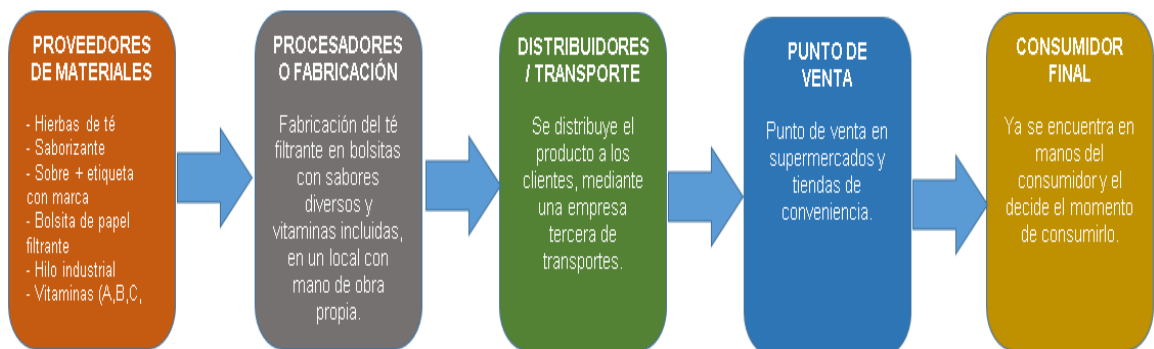 PROVEEDORES
DE MATERIALES
- Hierbas de té
- Saborizante
- Sobre + etiqueta
con marca
- Bolsita de papel
filtrante
- Hilo industrial
- Vitaminas (A,B,C,
PROCESADORES
O FABRICACIÓN
Fabricación del té
filtrante en bolsitas
con sabores
diversos y
vitaminas incluidas,
en un local con
mano de obra
propia.
DISTRIBUIDORES
/ TRANSPORTE
Se distribuye el
producto a los
clientes, mediante
una empresa
tercera de
transportes.
PUNTO DE
VENTA
Punto de venta en
supermercados y
tiendas de
conveniencia.
CONSUMIDOR
FINAL
Ya se encuentra en
manos del
consumidor y el
decide el momento
de consumirlo.